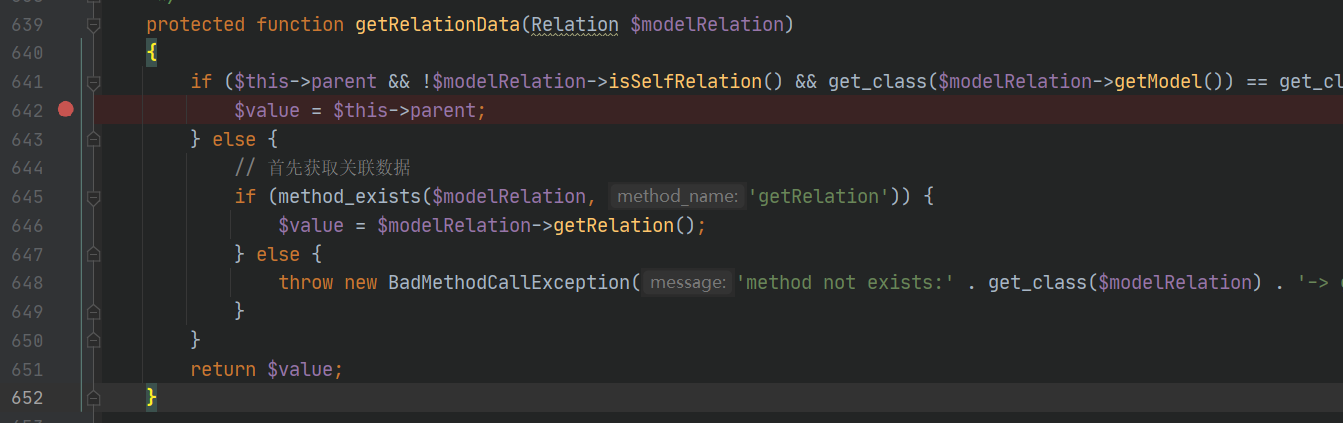 639 protected function getRelationData(Relation $modelRelation)
640 {
641 if ($this->parent && !$modelRelation->isSelfRelation() && get_class($modelRelation->getModel()) == get_cl
642 $value = $this->parent;
643 } else {
644 // 首先获取关联数据
645 if (method_exists($modelRelation, method_name: 'getRelation')) {
646 $value = $modelRelation->getRelation();
647 } else {
648 throw new BadMethodCallException( message: 'method not exists:' . get_class($modelRelation) . '->
649 }
650 }
651 return $value;
652 }